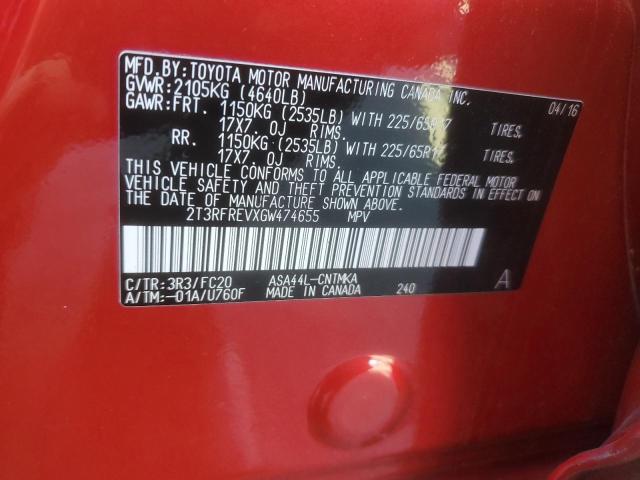 MFD.BY:TOYOTA MOTOR MANUFACTURING CANADA INC.
GVWR:2105KG (4640LB) 04/16
GAWR:FRT. 1150KG (2535LB) WITH 225/65R17 TIRES.
17X7. 0J RIMS.
RR. 1150KG (2535LB) WITH 225/65R17 TIRES.
17X7. 0J RIMS.
THIS VEHICLE CONFORMS TO ALL APPLICABLE FEDERAL MOTOR
VEHICLE SAFETY AND THEFT PREVENTION STANDARDS IN EFFECT ON
THE DATE OF MANUFACTURE SHOWN ABOVE.
2T3RFREVXGW474655 MPV
C/TR:3R3/FC20 ASA44L-CNTMKA
A/TM:-01A/U760F MADE IN CANADA 240 A